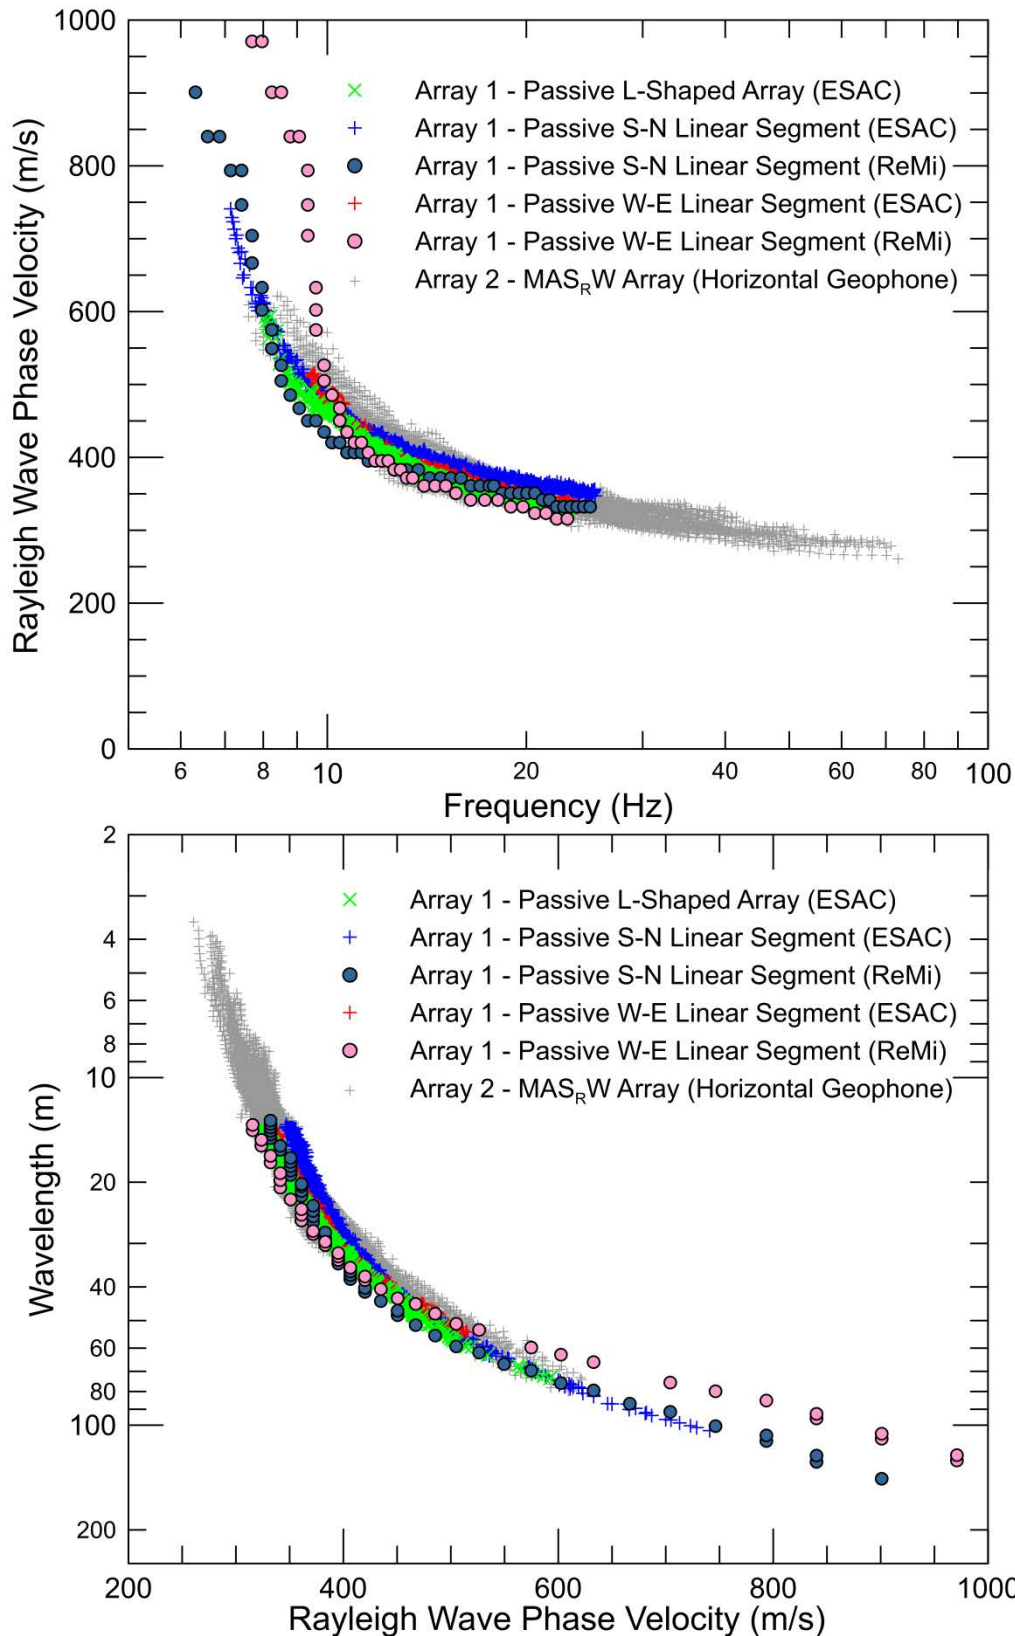 1000
800
600
400
200
0
Rayleigh Wave Phase Velocity (m/s)
Array 1 - Passive L-Shaped Array (ESAC)
Array 1 - Passive S-N Linear Segment (ESAC)
Array 1 - Passive S-N Linear Segment (ReMi)
Array 1 - Passive W-E Linear Segment (ESAC)
Array 1 - Passive W-E Linear Segment (ReMi)
Array 2 - MASRW Array (Horizontal Geophone)
6 8 10 20 40 60 80 100
Frequency (Hz)
2
4
6
8
10
20
40
60
80
100
200
Wavelength (m)
Array 1 - Passive L-Shaped Array (ESAC)
Array 1 - Passive S-N Linear Segment (ESAC)
Array 1 - Passive S-N Linear Segment (ReMi)
Array 1 - Passive W-E Linear Segment (ESAC)
Array 1 - Passive W-E Linear Segment (ReMi)
Array 2 - MASRW Array (Horizontal Geophone)
200 400 600 800 1000
Rayleigh Wave Phase Velocity (m/s)